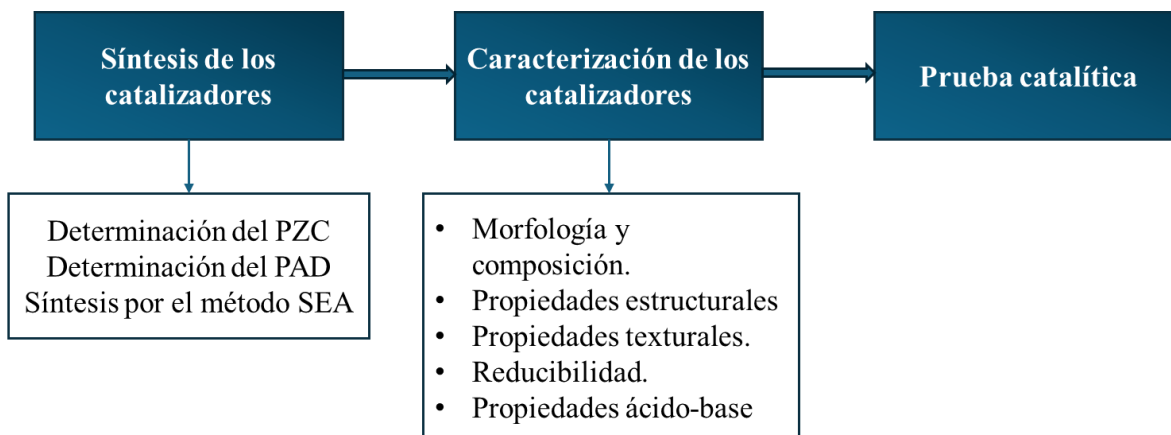 Síntesis de los
catalizadores
Caracterización de los
catalizadores
Prueba catalítica
Determinación del PZC
Determinación del PAD
Síntesis por el método SEA
• Morfología y
composición.
• Propiedades estructurales
• Propiedades texturales.
• Reducibilidad.
• Propiedades ácido-base